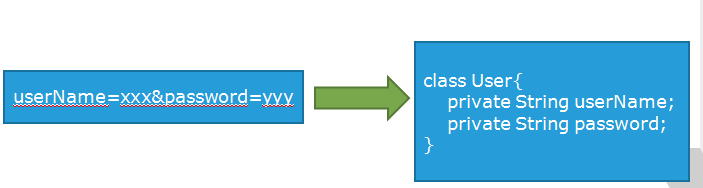 userName=xxx&password=yyy
class User{
private String userName;
private String password;
}